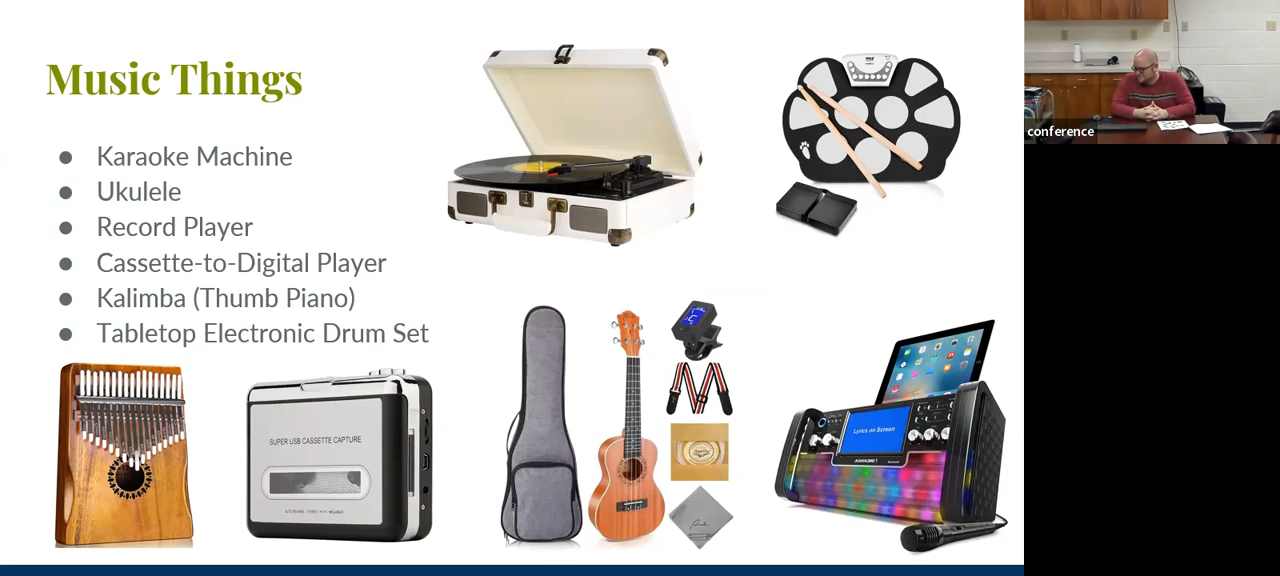 Music Things
● Karaoke Machine
● Ukulele
● Record Player
● Cassette-to-Digital Player
● Kalimba (Thumb Piano)
● Tabletop Electronic Drum Set
conference
SUPER USB CASSETTE CAPTURE
Lyrics on Screen